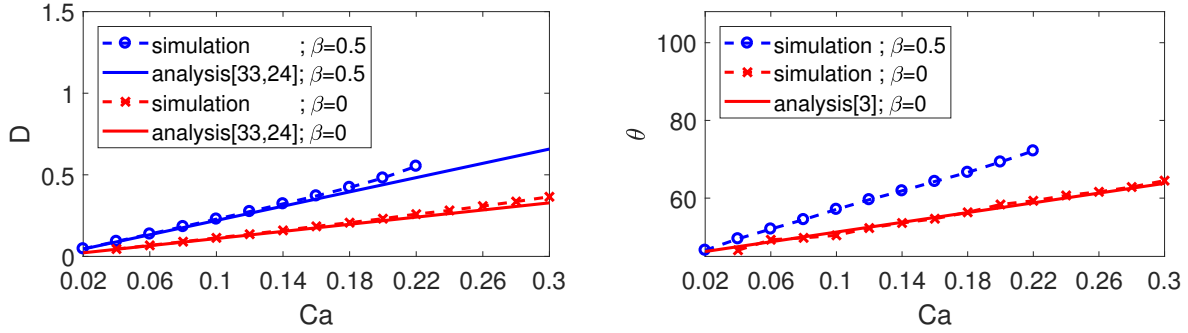 1.5
1
0.5
0
D
simulation ; β=0.5
analysis[33,24]; β=0.5
simulation ; β=0
analysis[33,24]; β=0
0.02 0.06 0.1 0.14 0.18 0.22 0.26 0.3
Ca
100
80
60
θ
simulation ; β=0.5
simulation ; β=0
analysis[3]; β=0
0.02 0.06 0.1 0.14 0.18 0.22 0.26 0.3
Ca